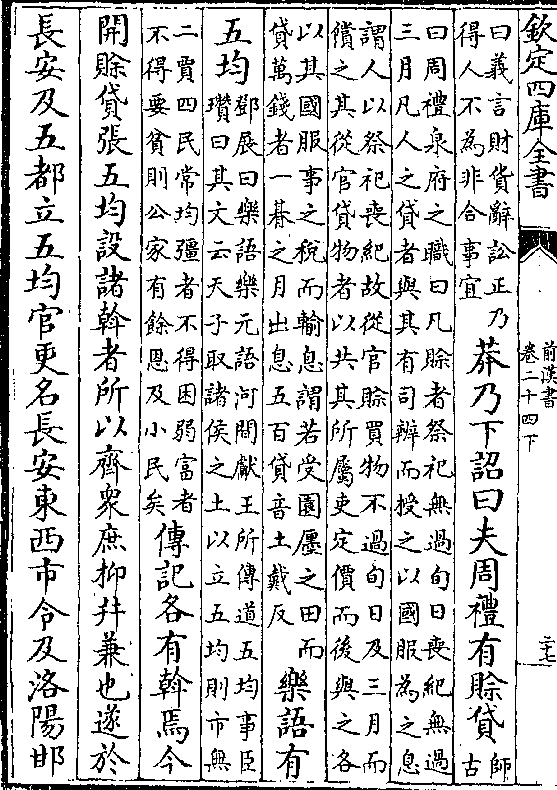 欽定四庫全書
前漢書
卷二十四下
曰義言財貨辭訟正乃
得人不為非合事宜
莽乃下詔曰夫周禮有賖貸
師
古
曰周禮泉府之職曰凡賖者祭祀無過旬日喪紀無過
三月凡人之貸者與其有司辨而授之以國服為之息
謂人以祭祀喪紀故從官賖買物不過旬日及三月而
償之其從官貸物者以共其所屬吏定價而後與之各
以其國服事之稅而輸息謂若受園廛之田而
貸萬錢者一朞之月出息五百貸音土戴反
樂語有
五均
鄧展曰樂語樂元語河間獻王所傳道五均事臣
瓚曰其文云天子取諸侯之土以立五均則市無
二賈四民常均彊者不得困弱富者
不得要貧則公家有餘恩及小民矣
傳記各有斡焉今
開賖貸張五均設諸斡者所以齊衆庶抑幷兼也遂於
長安及五都立五均官更名長安東西市令及洛陽邯